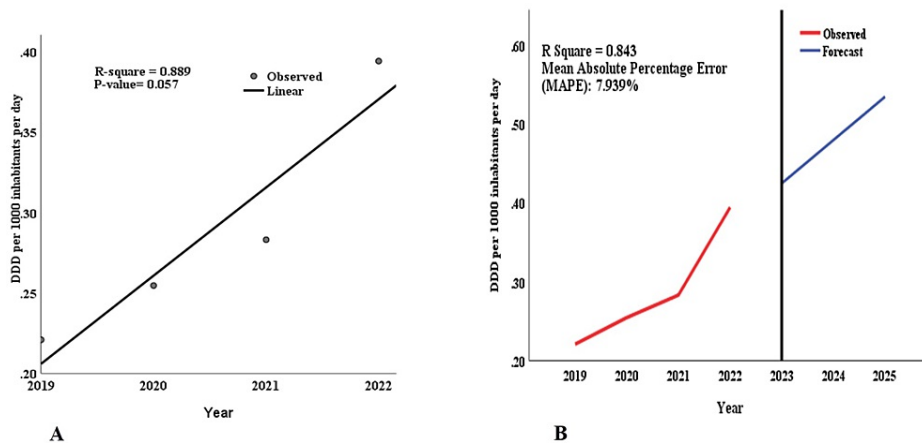 R-square = 0.889
P-value= 0.057
Observed
Linear
DDD per 1000 inhabitants per day
.40
.35
.30
.25
.20
2019 2020 2021 2022
Year
A
R Square = 0.843
Mean Absolute Percentage Error
(MAPE): 7.939%
Observed
Forecast
DDD per 1000 inhabitants per day
.60
.50
.40
.30
.20
2019 2020 2021 2022 2023 2024 2025
Year
B